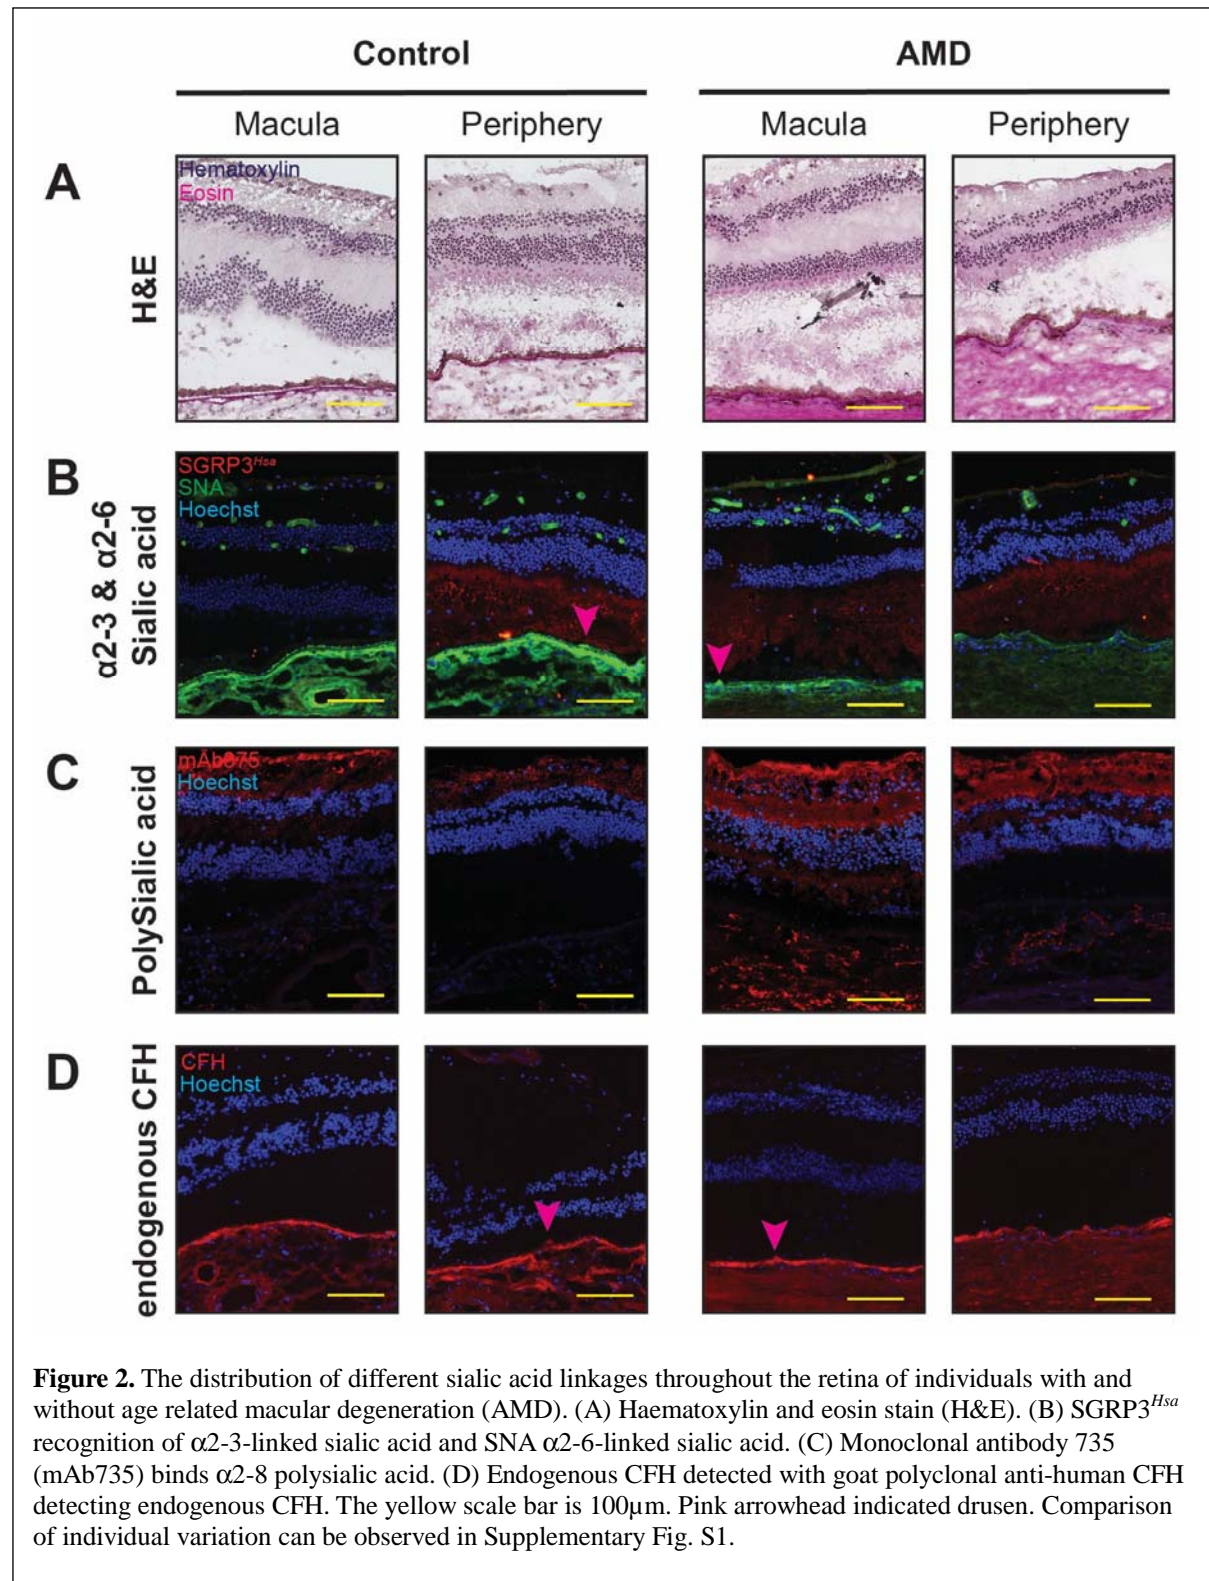 Control
AMD
Macula
Periphery
Macula
Periphery
A
H&E
Hematoxylin
Eosin
B
α2-3 & α2-6
Sialic acid
SGRP3Hsa
SNA
Hoechst
C
PolySialic acid
mAb375
Hoechst
D
endogenous CFH
CFH
Hoechst
Figure 2. The distribution of different sialic acid linkages throughout the retina of individuals with and
without age related macular degeneration (AMD). (A) Haematoxylin and eosin stain (H&E). (B) SGRP3Hsa
recognition of α2-3-linked sialic acid and SNA α2-6-linked sialic acid. (C) Monoclonal antibody 735
(mAb735) binds α2-8 polysialic acid. (D) Endogenous CFH detected with goat polyclonal anti-human CFH
detecting endogenous CFH. The yellow scale bar is 100µm. Pink arrowhead indicated drusen. Comparison
of individual variation can be observed in Supplementary Fig. S1.